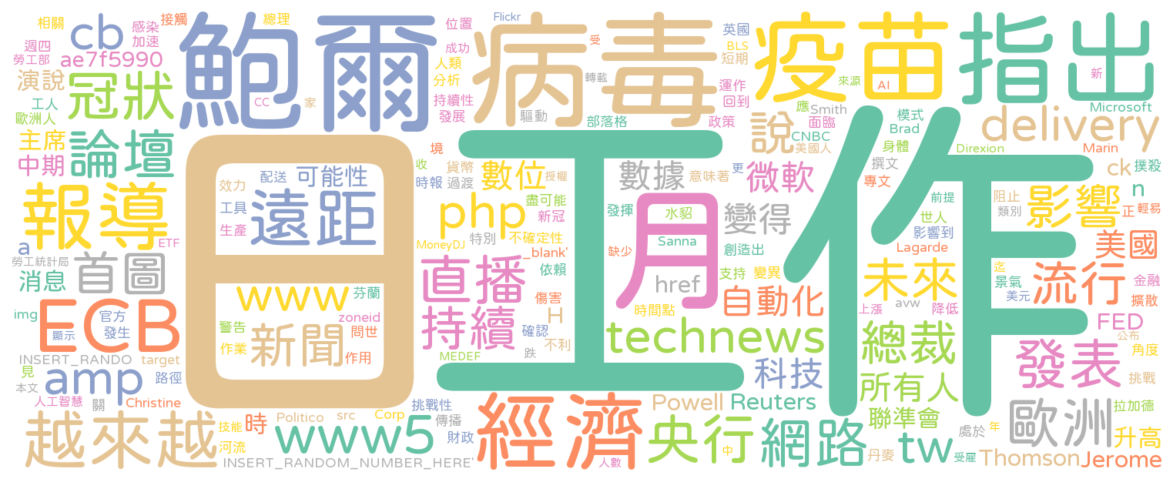 相關 感染 接觸 總理 位置 Flickr 受 英國 BLS 短期 來源 AI 新
週四 cb 加速 鮑爾 成功 病毒 轉載 疫苗 指出
勞工部 ae7f5990 人類 分析 運作 回到 Microsoft
演說 冠狀 CC 家 持續性 發展 驅動 部落格 政策 說 應 Smith 模式 delivery
工人 歐洲人 面臨 CNBC Brad 美國人 身體 Direxion Marin
主席 中期 論壇 境 收 貨幣 數位 授權 數據 意味著 更 微軟 撰文 專文 ck 撲殺
效力 配送 可能性 時報 過渡 盡可能 前提 阻止 類別 n
報導 工具 遠距 php 新冠 發揮 水貂 變得 世人 影響 正 輕易
a 生產 日 工作 月 特別 不確定性 Sanna 創造出 影響到 Lagarde 美國
ETF MoneyDJ _blank' 缺少
勞工統計局 首圖 直播 依賴 href 支持 變異 未來 迄 景氣 流行 金融
消息 www 芬蘭 傷害 自動化 avw 美元 擴散
img ECB 官方 zoneid 持續 H 時間點 上漲 降低 FED
顯示 發生 警告 新聞 問世 確認 不利 technews 總裁 公布
INSERT_RANDO target 作業 作用 MEDEF 跌 發表 角度
見 本文 amp 路徑 科技 所有人 挑戰
人工智慧 關 Christine 挑戰性 經濟 Powell Reuters 聯準會 歐洲 拉加德
越來越 技能 時 Politico src Corp 傳播 央行 網路 tw 處於 年 升高
河流 www5 財政 中 丹麥 受雇 Thomson Jerome
INSERT_RANDOM_NUMBER_HERE' 人數